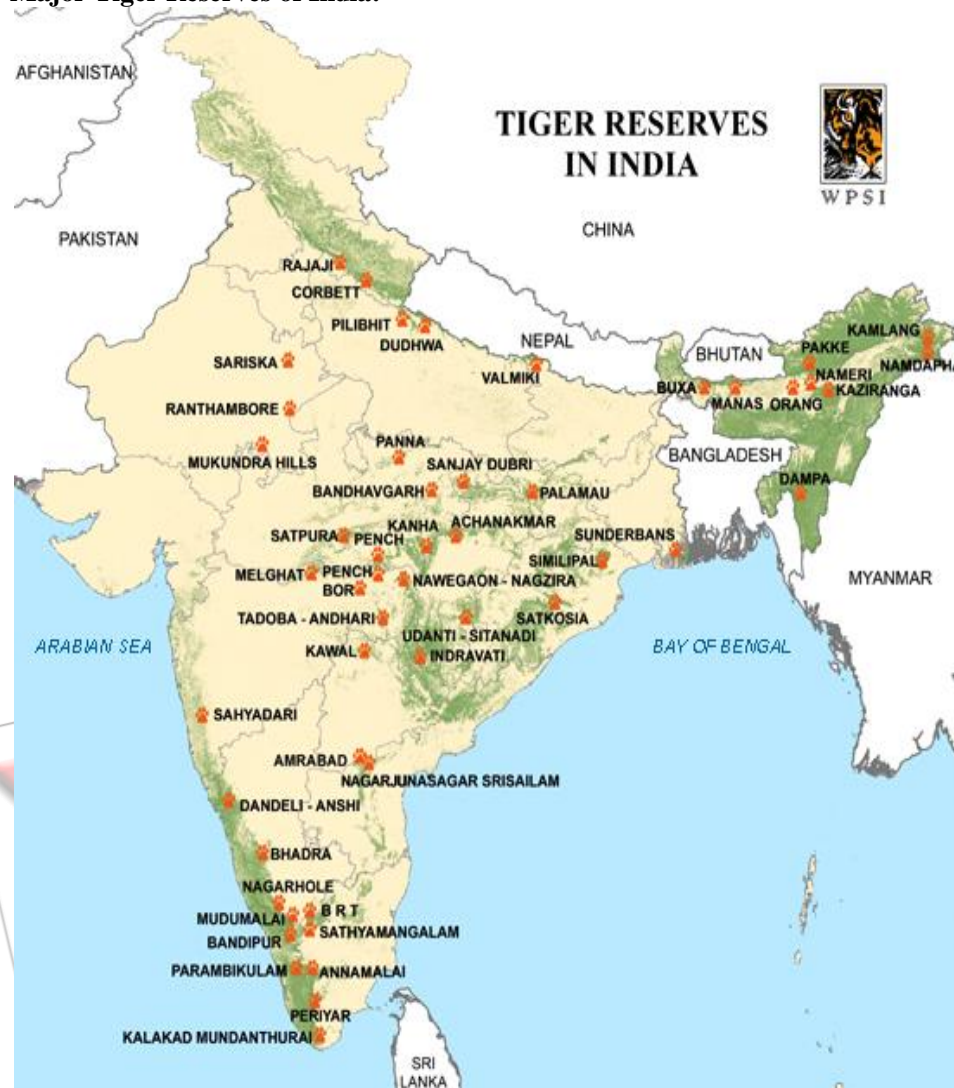 Major Tiger Reserves of India:
AFGHANISTAN
TIGER RESERVES
IN INDIA
WPSI
CHINA
PAKISTAN
RAJAJI
CORBETT
PILIBHIT
DUDHWA
NEPAL
VALMIKI
BHUTAN
KAMLANG
PAKKE
NAMDAPHA
NAMERI
BUXA
MANAS
ORANG
KAZIRANGA
SARISKA
RANTHAMBORE
MUKUNDRA HILLS
PANNA
SANJAY DUBRI
BANGLADESH
BANDHAVGARH
PALAMAU
DAMPA
KANHA
ACHANAKMAR
SATPURA
PENCH
SUNDERBANS
SIMILIPAL
MELGHAT
PENCH
NAWEGAON - NAGZIRA
BOR
MYANMAR
TADOBA - ANDHARI
SATKOSIA
UDANTI - SITANADI
ARABIAN SEA
KAWAL
INDRAVATI
BAY OF BENGAL
SAHYADARI
AMRABAD
NAGARJUNASAGAR SRISAILAM
DANDELI - ANSHI
BHADRA
NAGARHOLE
B R T
MUDUMALAI
SATHYAMANGALAM
BANDIPUR
PARAMBIKULAM
ANNAMALAI
PERIYAR
KALAKAD MUNDANTHURAI
SRI
LANKA